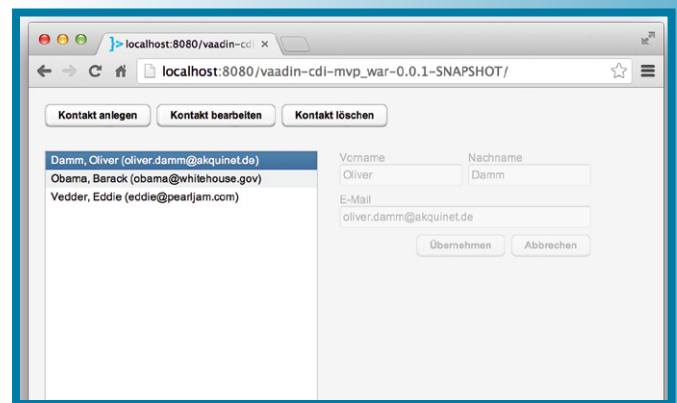 }> localhost:8080/vaadin-cdi ×
localhost:8080/vaadin-cdi-mvp_war-0.0.1-SNAPSHOT/
Kontakt anlegen Kontakt bearbeiten Kontakt löschen
Damm, Oliver (oliver.damm@akquinet.de)
Obama, Barack (obama@whitehouse.gov)
Vedder, Eddie (eddie@pearljam.com)
Vorname Nachname
Oliver Damm
E-Mail
oliver.damm@akquinet.de
Übernehmen Abbrechen